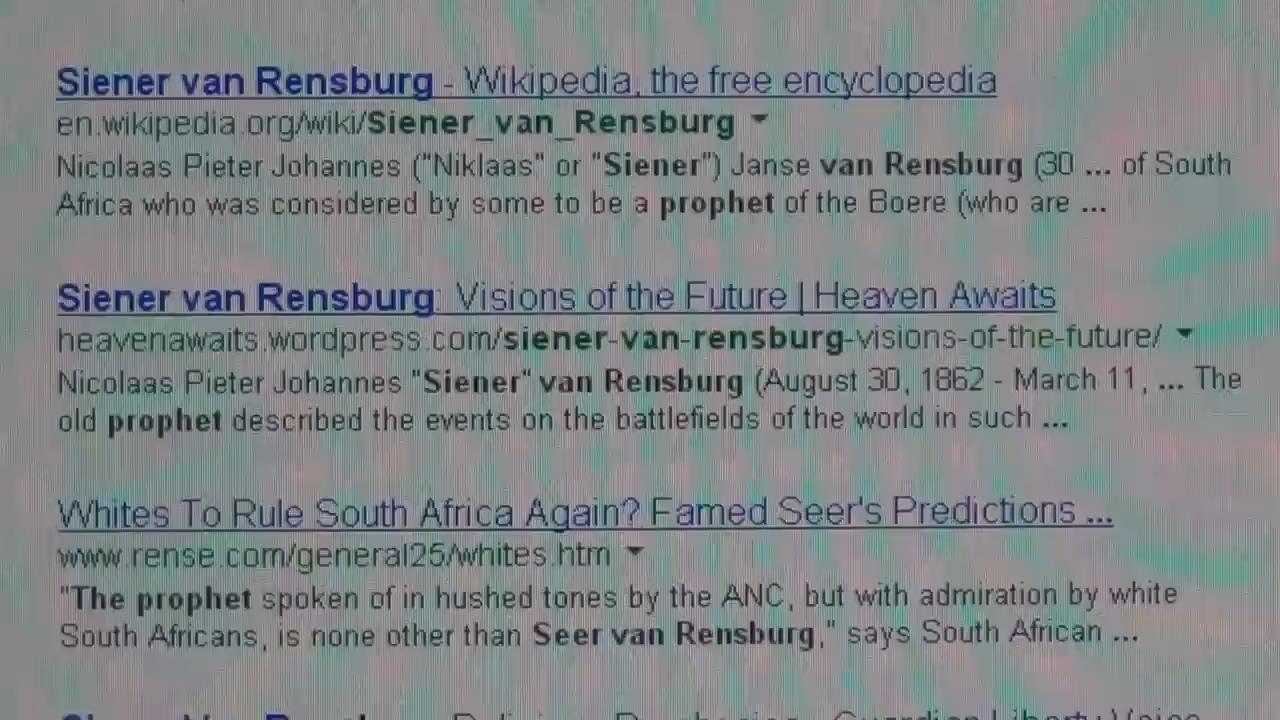 Siener van Rensburg - Wikipedia, the free encyclopedia
en.wikipedia.org/wiki/Siener_van_Rensburg
Nicolaas Pieter Johannes ("Niklaas" or "Siener") Janse van Rensburg (30 ... of South
Africa who was considered by some to be a prophet of the Boere (who are ...
Siener van Rensburg: Visions of the Future | Heaven Awaits
heavenawaits.wordpress.com/siener-van-rensburg-visions-of-the-future/
Nicolaas Pieter Johannes "Siener" van Rensburg (August 30, 1862 - March 11, ... The
old prophet described the events on the battlefields of the world in such ...
Whites To Rule South Africa Again? Famed Seer's Predictions ...
www.rense.com/general25/whites.htm
"The prophet spoken of in hushed tones by the ANC, but with admiration by white
South Africans, is none other than Seer van Rensburg," says South African ...